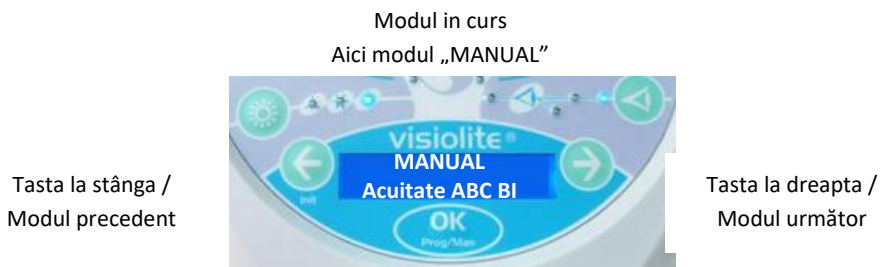 Modul in curs
Aici modul „MANUAL”
visiolite®
MANUAL
Acuitate ABC BI
Init
OK
Prog/Man
Tasta la stânga /
Modul precedent
Tasta la dreapta /
Modul următor